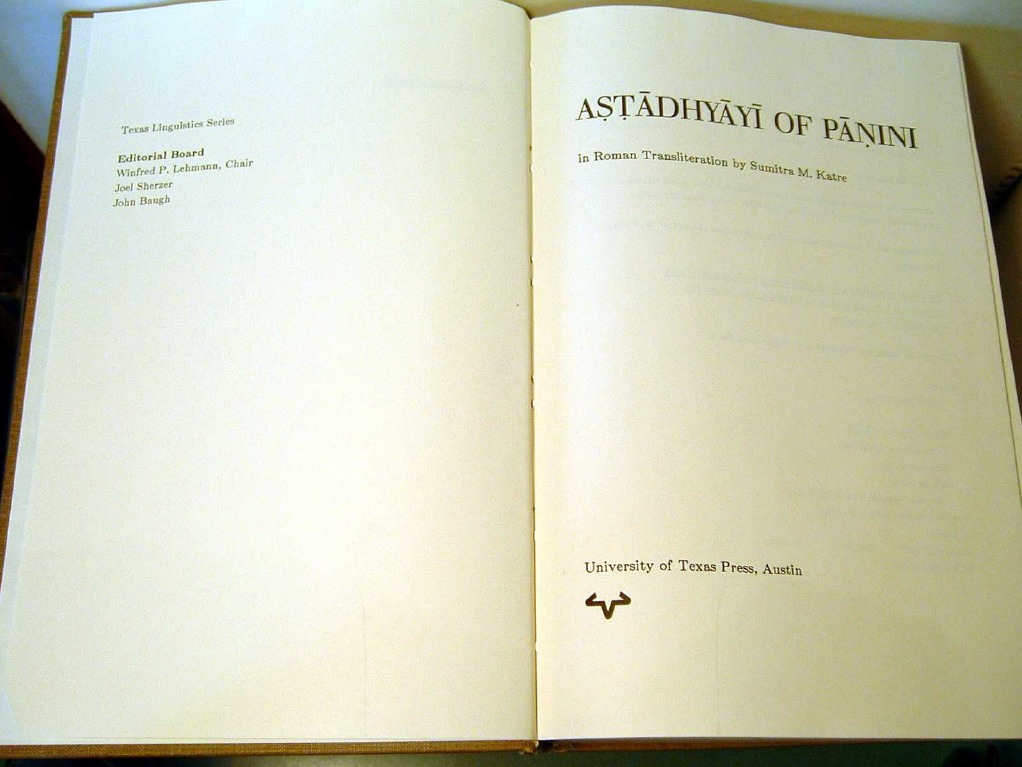 Texas Linguistics Series
Editorial Board
Winfred P. Lehmann, Chair
Joel Sherzer
John Baugh
AṢṬĀDHYĀYĪ OF PĀṆINI
in Roman Transliteration by Sumitra M. Katre
University of Texas Press, Austin